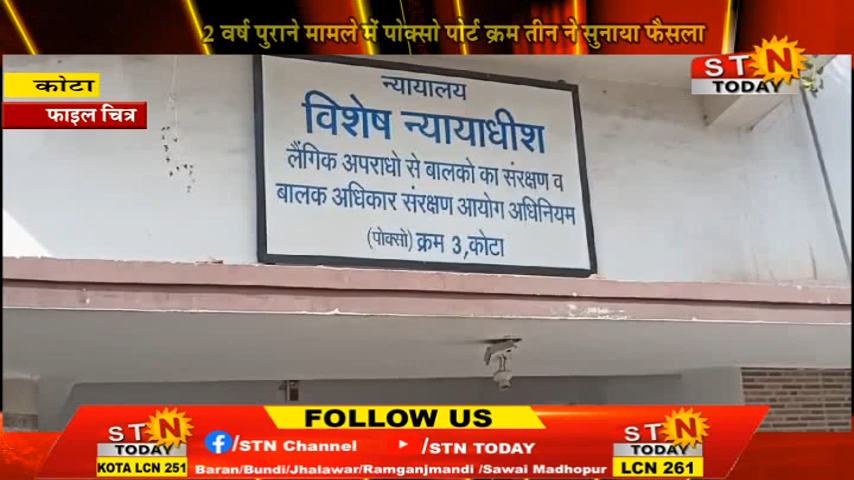 2 वर्ष पुराने मामले में पोक्सो पोर्ट क्रम तीन ने सुनाया फैसला
कोटा
फाइल चित्र
STN
TODAY
न्यायालय
विशेष न्यायाधीश
लैंगिक अपराधो से बालको का संरक्षण व
बालक अधिकार संरक्षण आयोग अधिनियम
(पोक्सो) क्रम 3,कोटा
FOLLOW US
STN
TODAY
KOTA LCN 251
/STN Channel
/STN TODAY
Baran/Bundi/Jhalawar/Ramganjmandi /Sawai Madhopur
STN
TODAY
LCN 261